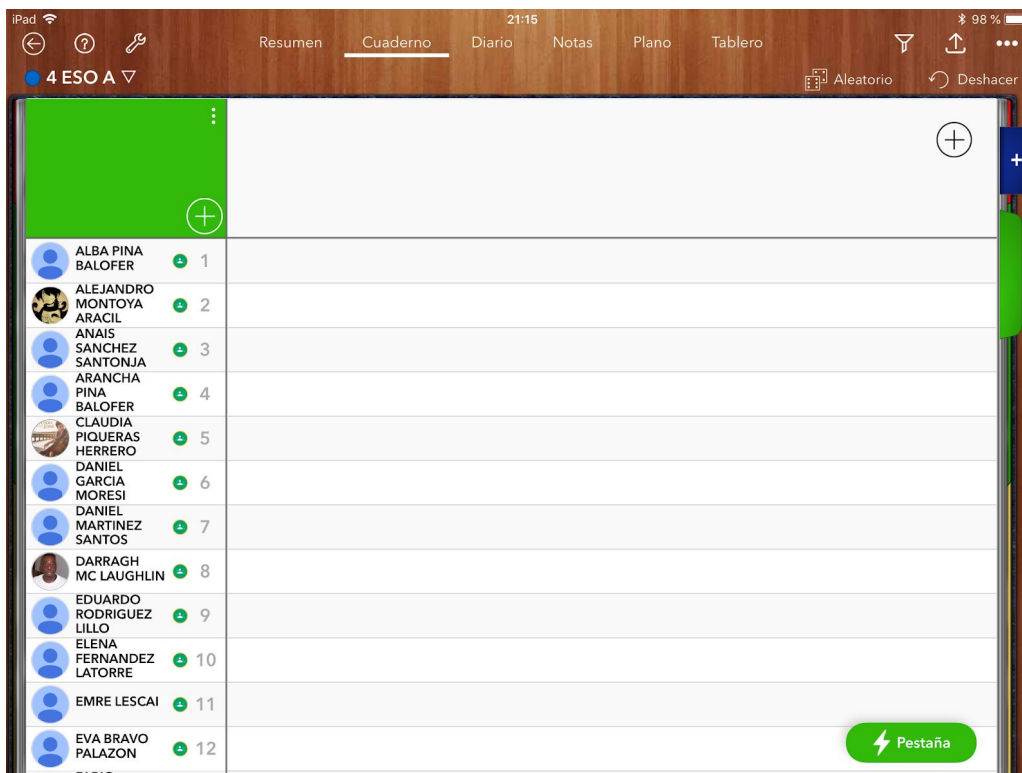 iPad 21:15 98 %
Resumen Cuaderno Diario Notas Plano Tablero
4 ESO A Aleatorio Deshacer
ALBA PINA
BALOFER 1
ALEJANDRO
MONTOYA 2
ARACIL
ANAIS
SANCHEZ 3
SANTONJA
ARANCHA
PINA 4
BALOFER
CLAUDIA
PIQUERAS 5
HERRERO
DANIEL
GARCIA 6
MORESI
DANIEL
MARTINEZ 7
SANTOS
DARRAGH
MC LAUGHLIN 8
EDUARDO
RODRIGUEZ 9
LILLO
ELENA
FERNANDEZ 10
LATORRE
EMRE LESCAI 11
EVA BRAVO
PALAZON 12
Pestaña